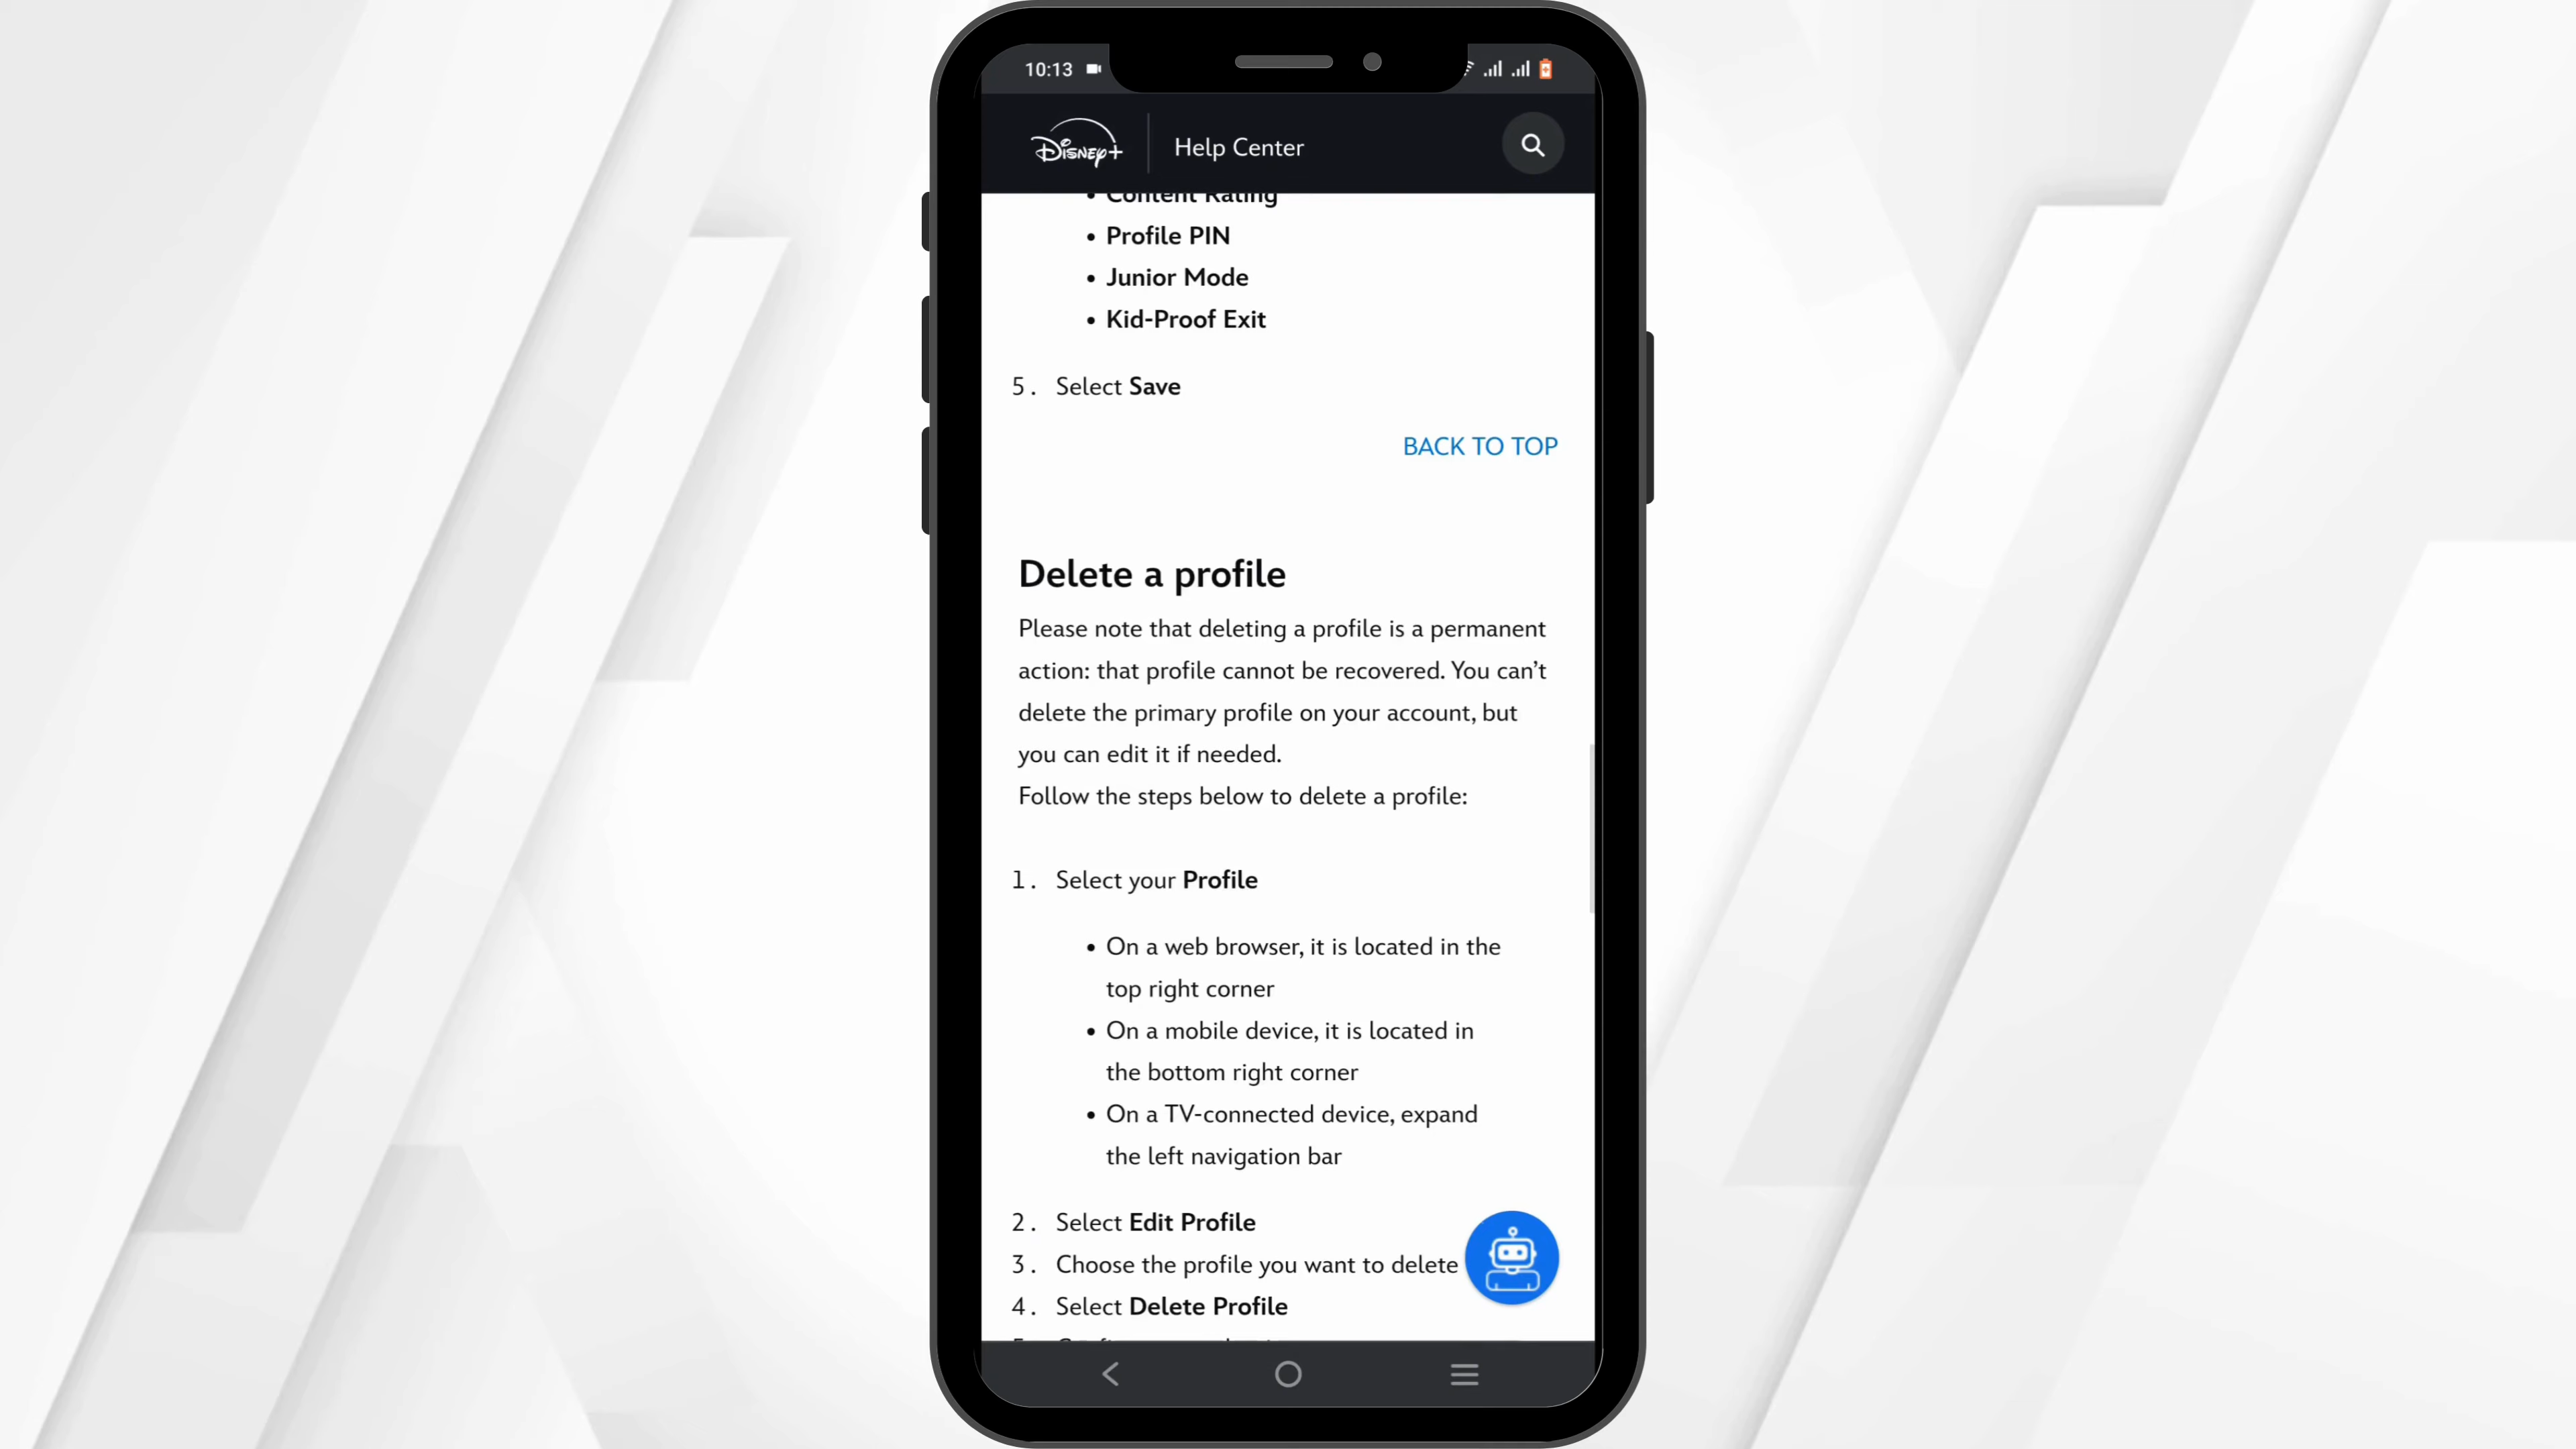 10:13
Disney+
Help Center
• Content Rating
• Profile PIN
• Junior Mode
• Kid-Proof Exit
5. Select Save
BACK TO TOP
Delete a profile
Please note that deleting a profile is a permanent
action: that profile cannot be recovered. You can’t
delete the primary profile on your account, but
you can edit it if needed.
Follow the steps below to delete a profile:
1. Select your Profile
• On a web browser, it is located in the
top right corner
• On a mobile device, it is located in
the bottom right corner
• On a TV-connected device, expand
the left navigation bar
2. Select Edit Profile
3. Choose the profile you want to delete
4. Select Delete Profile